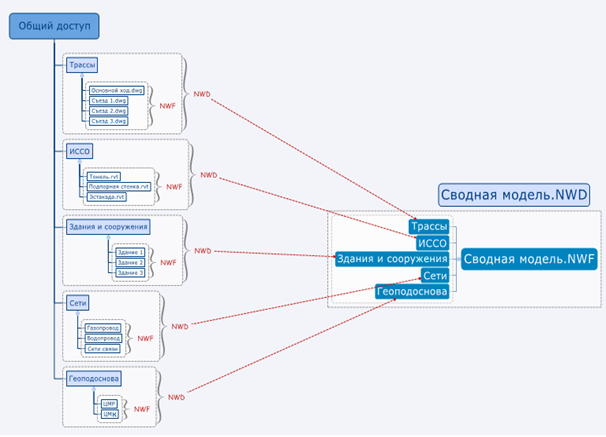 Общий доступ
Трассы
Основной ход.dwg
Съезд 1.dwg
Съезд 2.dwg
Съезд 3.dwg
NWF
NWD
ИССО
Тонель.rvt
Подпорная стенка.rvt
Эстакада.rvt
NWF
NWD
Здания и сооружения
Здание 1
Здание 2
Здание 3
NWF
NWD
Сети
Газопровод
Водопровод
Сети связи
NWF
NWD
Геоподоснова
ЦМР
ЦМК
NWF
NWD
Сводная модель.NWD
Трассы
ИССО
Здания и сооружения
Сети
Геоподоснова
Сводная модель.NWF